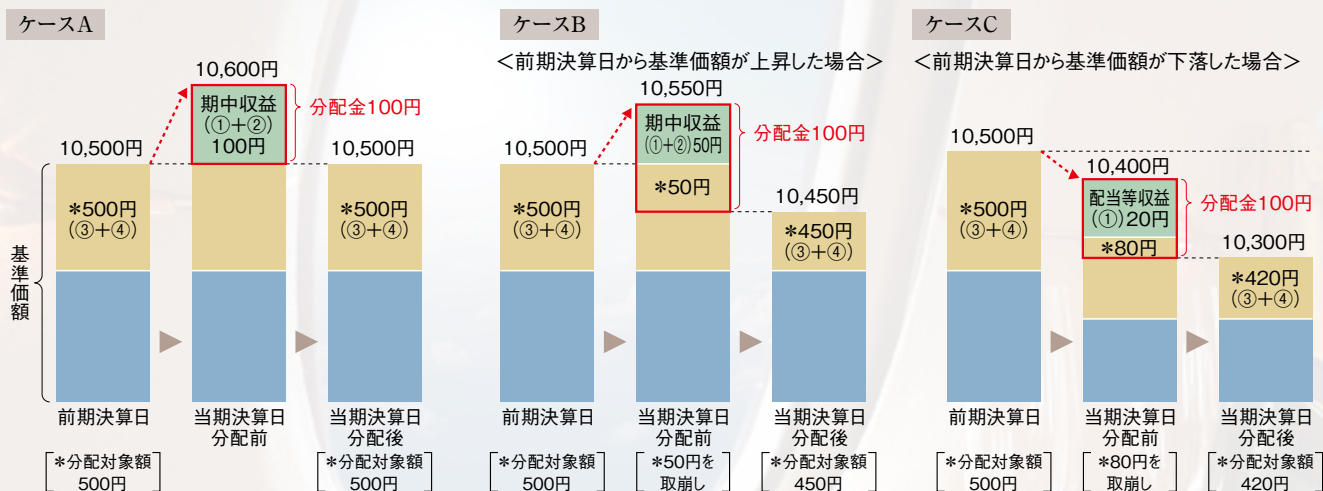 ケースA
10,600円
期中収益
(①+②)
100円
分配金100円
10,500円
10,500円
*500円
(③+④)
*500円
(③+④)
基準価額
前期決算日
当期決算日
分配前
当期決算日
分配後
*分配対象額
500円
*分配対象額
500円
ケースB
<前期決算日から基準価額が上昇した場合>
10,550円
期中収益
(①+②)50円
分配金100円
10,500円
*50円
10,450円
*500円
(③+④)
*450円
(③+④)
前期決算日
当期決算日
分配前
当期決算日
分配後
*分配対象額
500円
*50円を
取崩し
*分配対象額
450円
ケースC
<前期決算日から基準価額が下落した場合>
10,500円
10,400円
配当等収益
(①)20円
分配金100円
*500円
(③+④)
*80円
10,300円
*420円
(③+④)
前期決算日
当期決算日
分配前
当期決算日
分配後
*分配対象額
500円
*80円を
取崩し
*分配対象額
420円